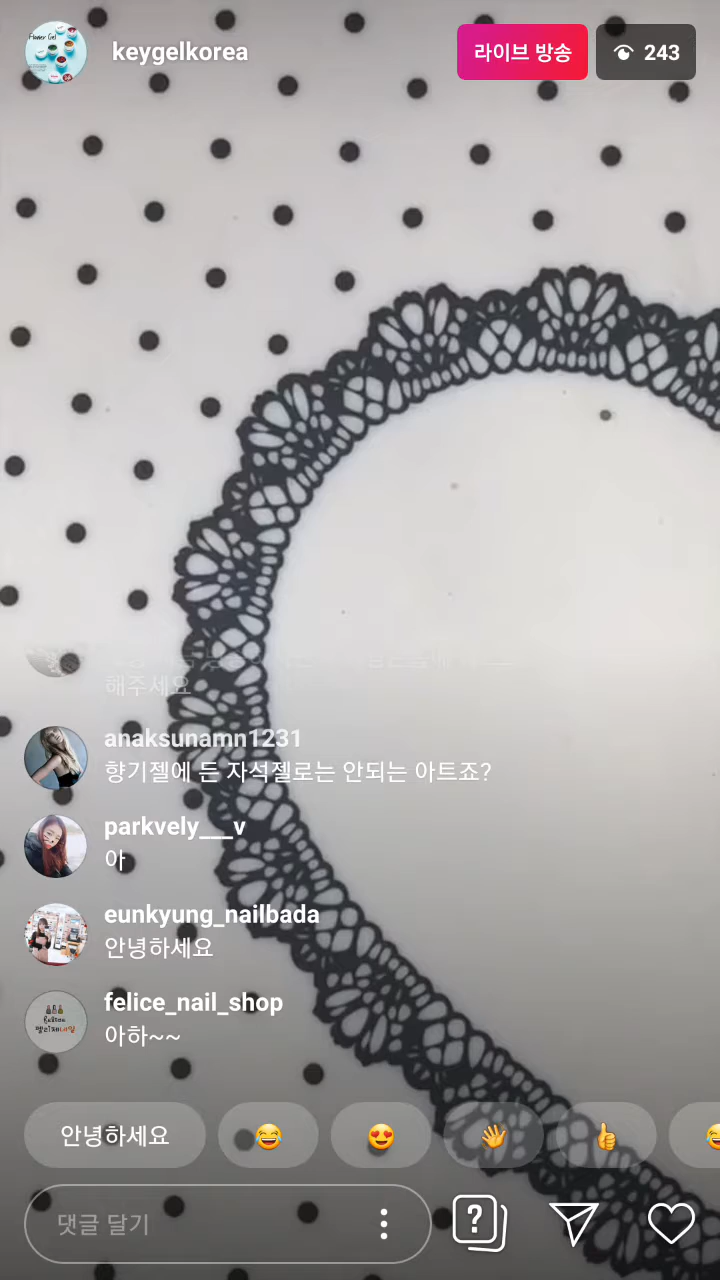 keygelkorea
라이브 방송
243
해주세요
anaksunamn1231
향기젤에 든 자석젤로는 안되는 아트죠?
parkvely___v
아
eunkyung_nailbada
안녕하세요
felice_nail_shop
아하~~
안녕하세요
댓글 달기